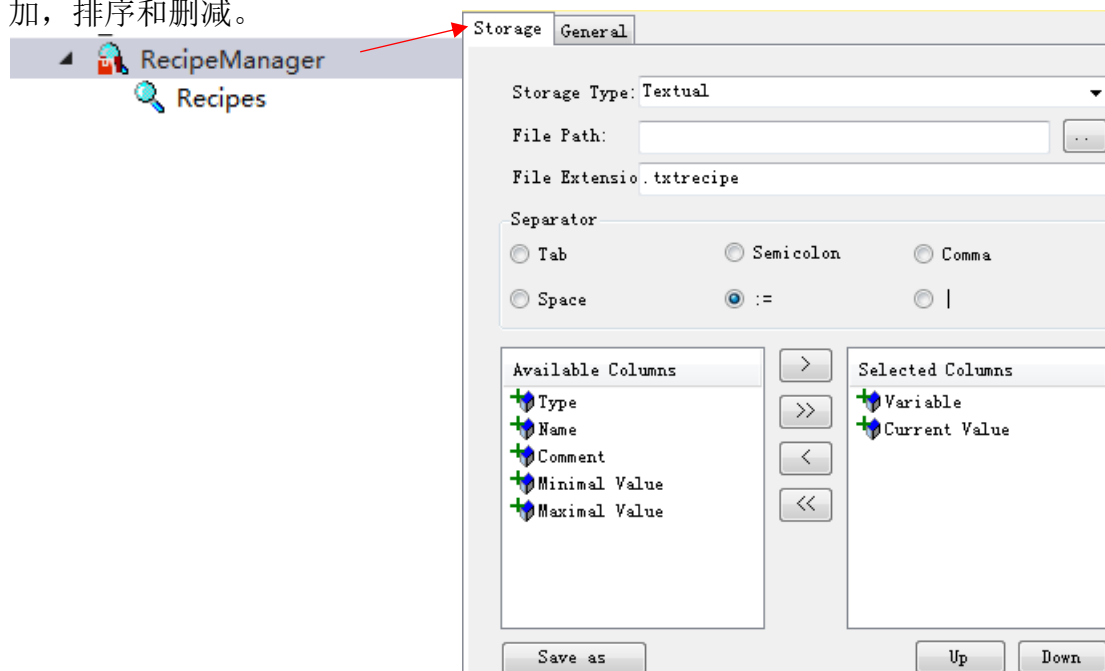 加，排序和删减。
RecipeManager
Recipes
Storage General
Storage Type: Textual
File Path: ..
File Extensio .txtrecipe
Separator
Tab Semicolon Comma
Space := |
Available Columns
Type
Name
Comment
Minimal Value
Maximal Value
>
>>
<
<<
Selected Columns
Variable
Current Value
Save as Up Down